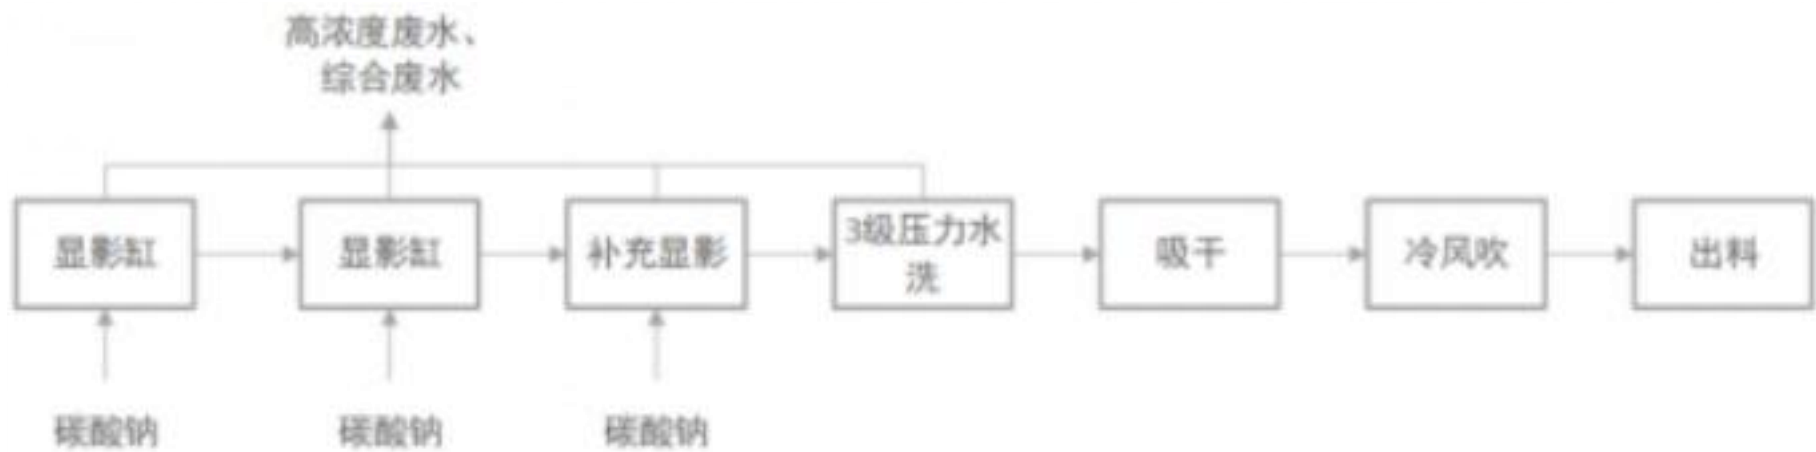 高浓度废水、
综合废水
显影缸
显影缸
补充显影
3级压力水
洗
吸干
冷风吹
出料
碳酸钠
碳酸钠
碳酸钠